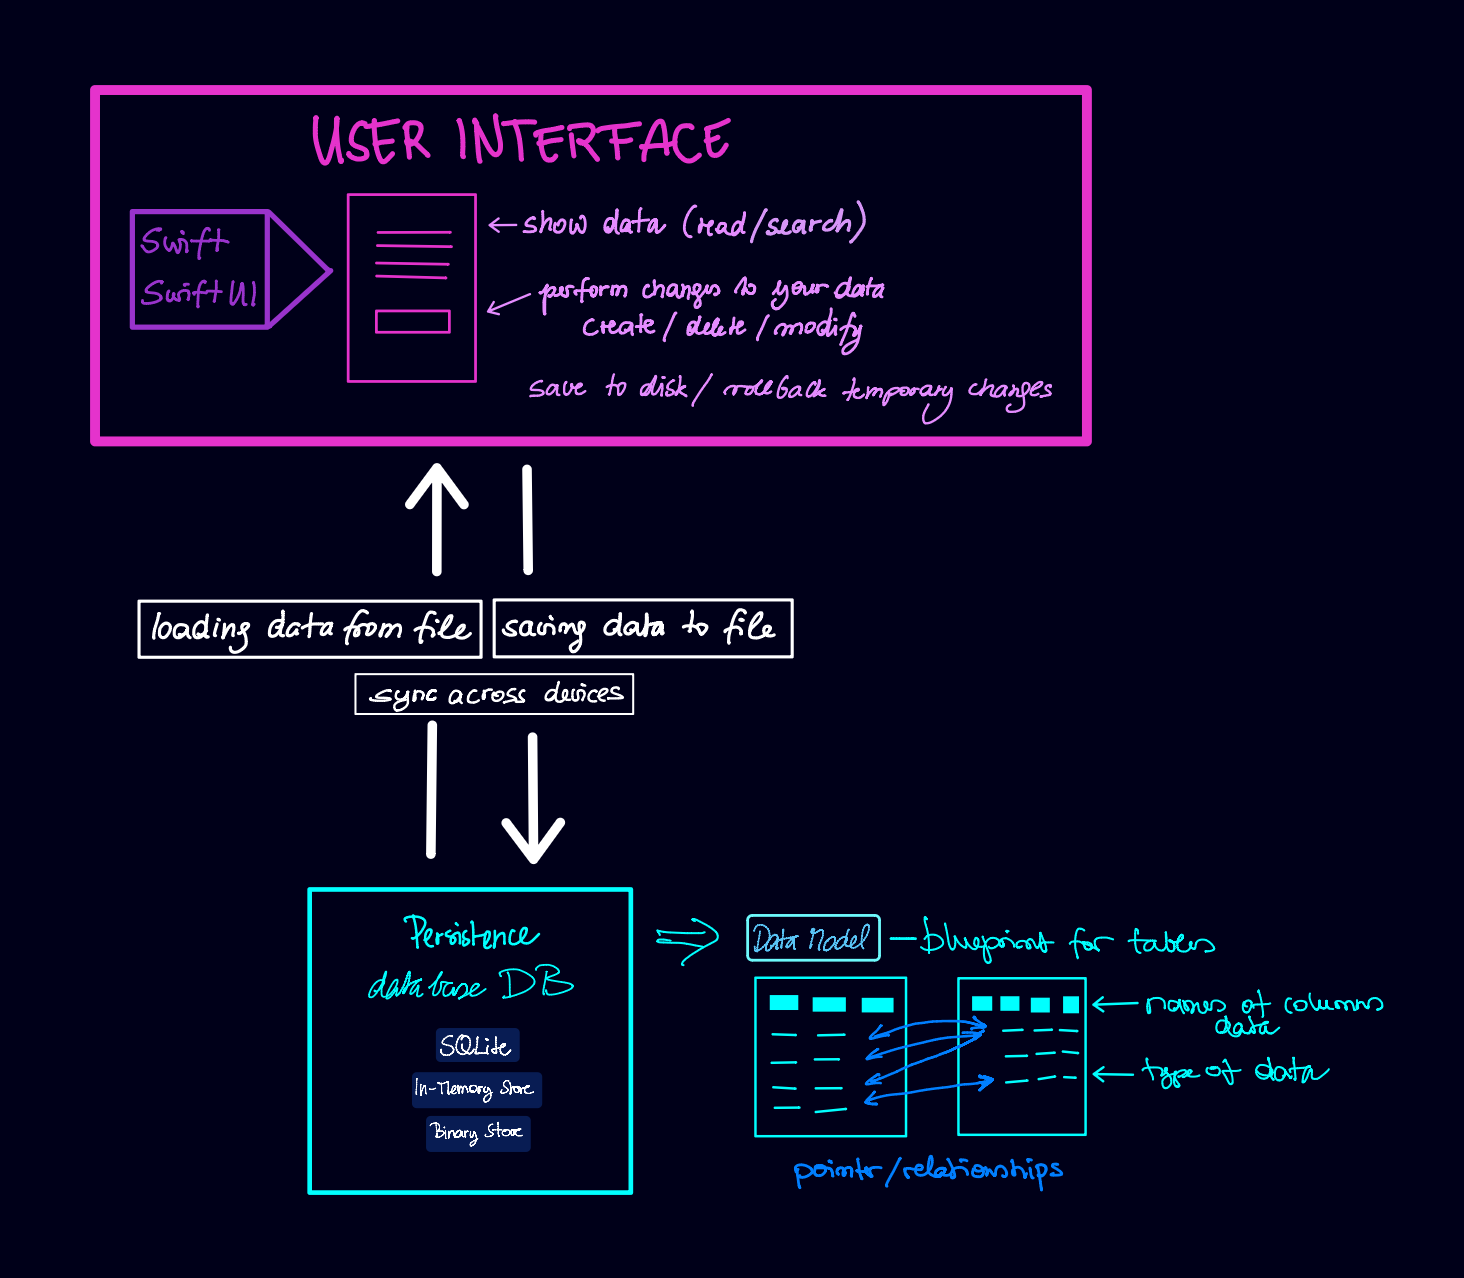 USER INTERFACE
Swift
Swift UI
show data (read/search)
perform changes to your data
create / delete / modify
save to disk / rollback temporary changes
loading data from file
saving data to file
sync across devices
Persistence
database DB
SQLite
In-Memory Store
Binary Store
Data Model
blueprint for tables
names of columns
data
type of data
pointer/relationships